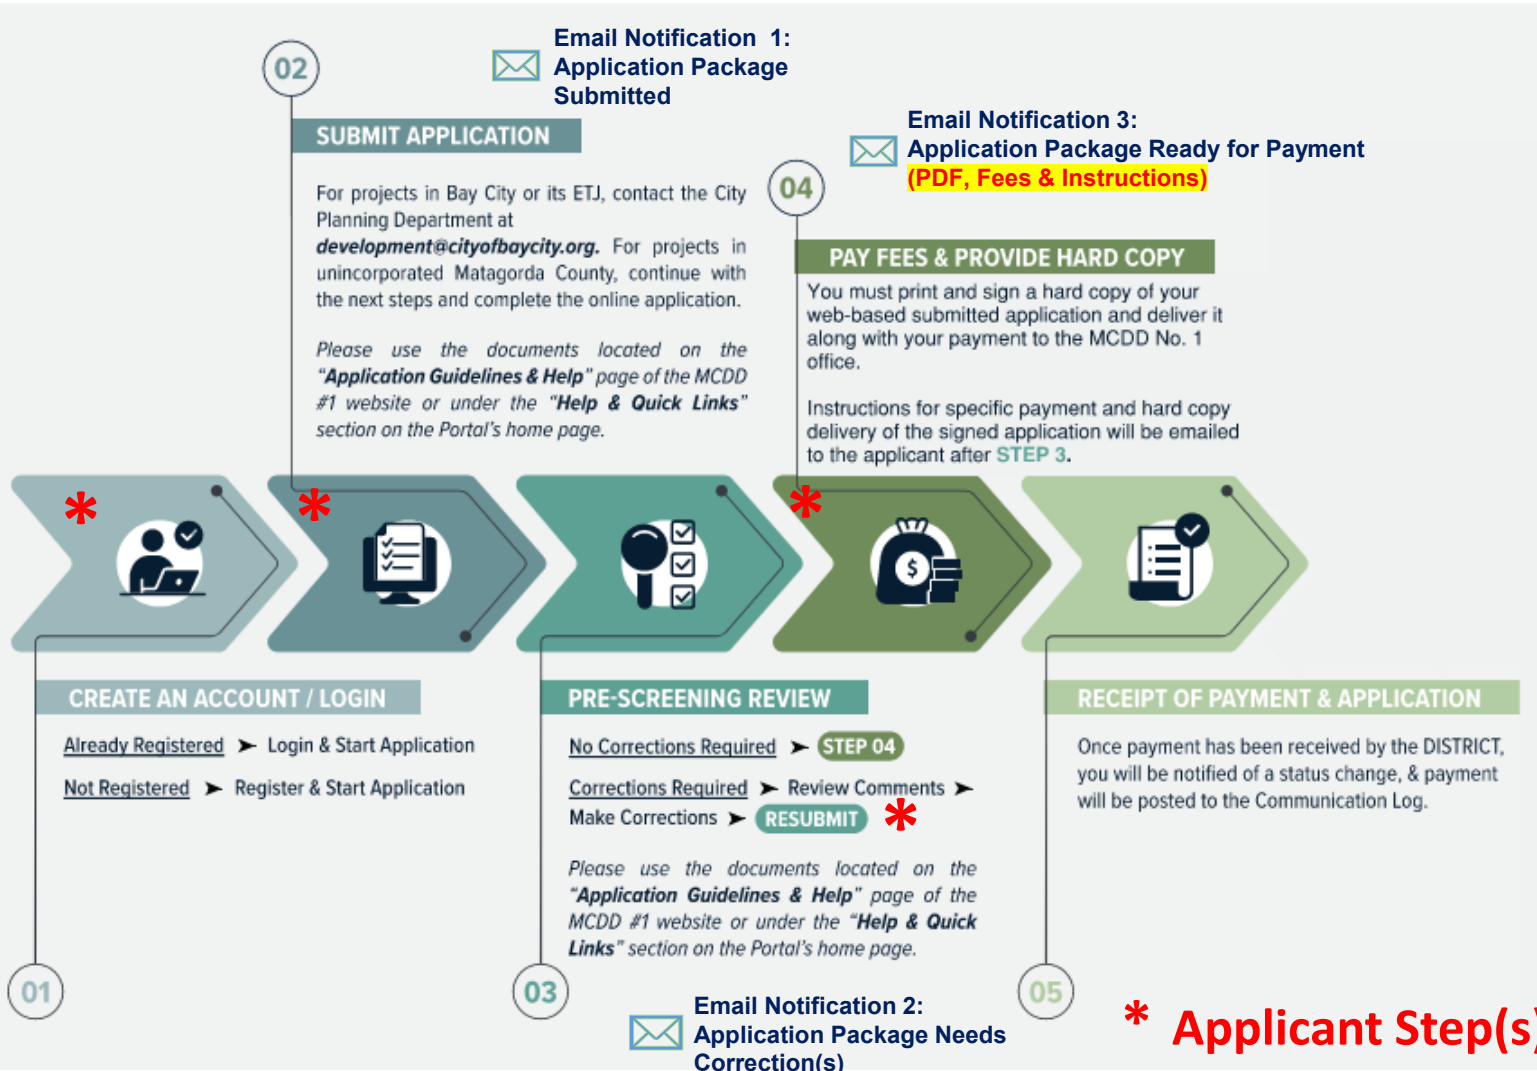 02
Email Notification 1:
Application Package
Submitted
SUBMIT APPLICATION
For projects in Bay City or its ETJ, contact the City
Planning Department at
development@cityofbaycity.org. For projects in
unincorporated Matagorda County, continue with
the next steps and complete the online application.
Please use the documents located on the
"Application Guidelines & Help" page of the MCDD
#1 website or under the "Help & Quick Links"
section on the Portal's home page.
Email Notification 3:
Application Package Ready for Payment
(PDF, Fees & Instructions)
04
PAY FEES & PROVIDE HARD COPY
You must print and sign a hard copy of your
web-based submitted application and deliver it
along with your payment to the MCDD No. 1
office.
Instructions for specific payment and hard copy
delivery of the signed application will be emailed
to the applicant after STEP 3.
*
*
*
$
CREATE AN ACCOUNT / LOGIN
Already Registered ➤ Login & Start Application
Not Registered ➤ Register & Start Application
01
PRE-SCREENING REVIEW
No Corrections Required ➤ STEP 04
Corrections Required ➤ Review Comments ➤
Make Corrections ➤ RESUBMIT *
Please use the documents located on the
"Application Guidelines & Help" page of the
MCDD #1 website or under the "Help & Quick
Links" section on the Portal's home page.
03
Email Notification 2:
Application Package Needs
Correction(s)
RECEIPT OF PAYMENT & APPLICATION
Once payment has been received by the DISTRICT,
you will be notified of a status change, & payment
will be posted to the Communication Log.
05
* Applicant Step(s)